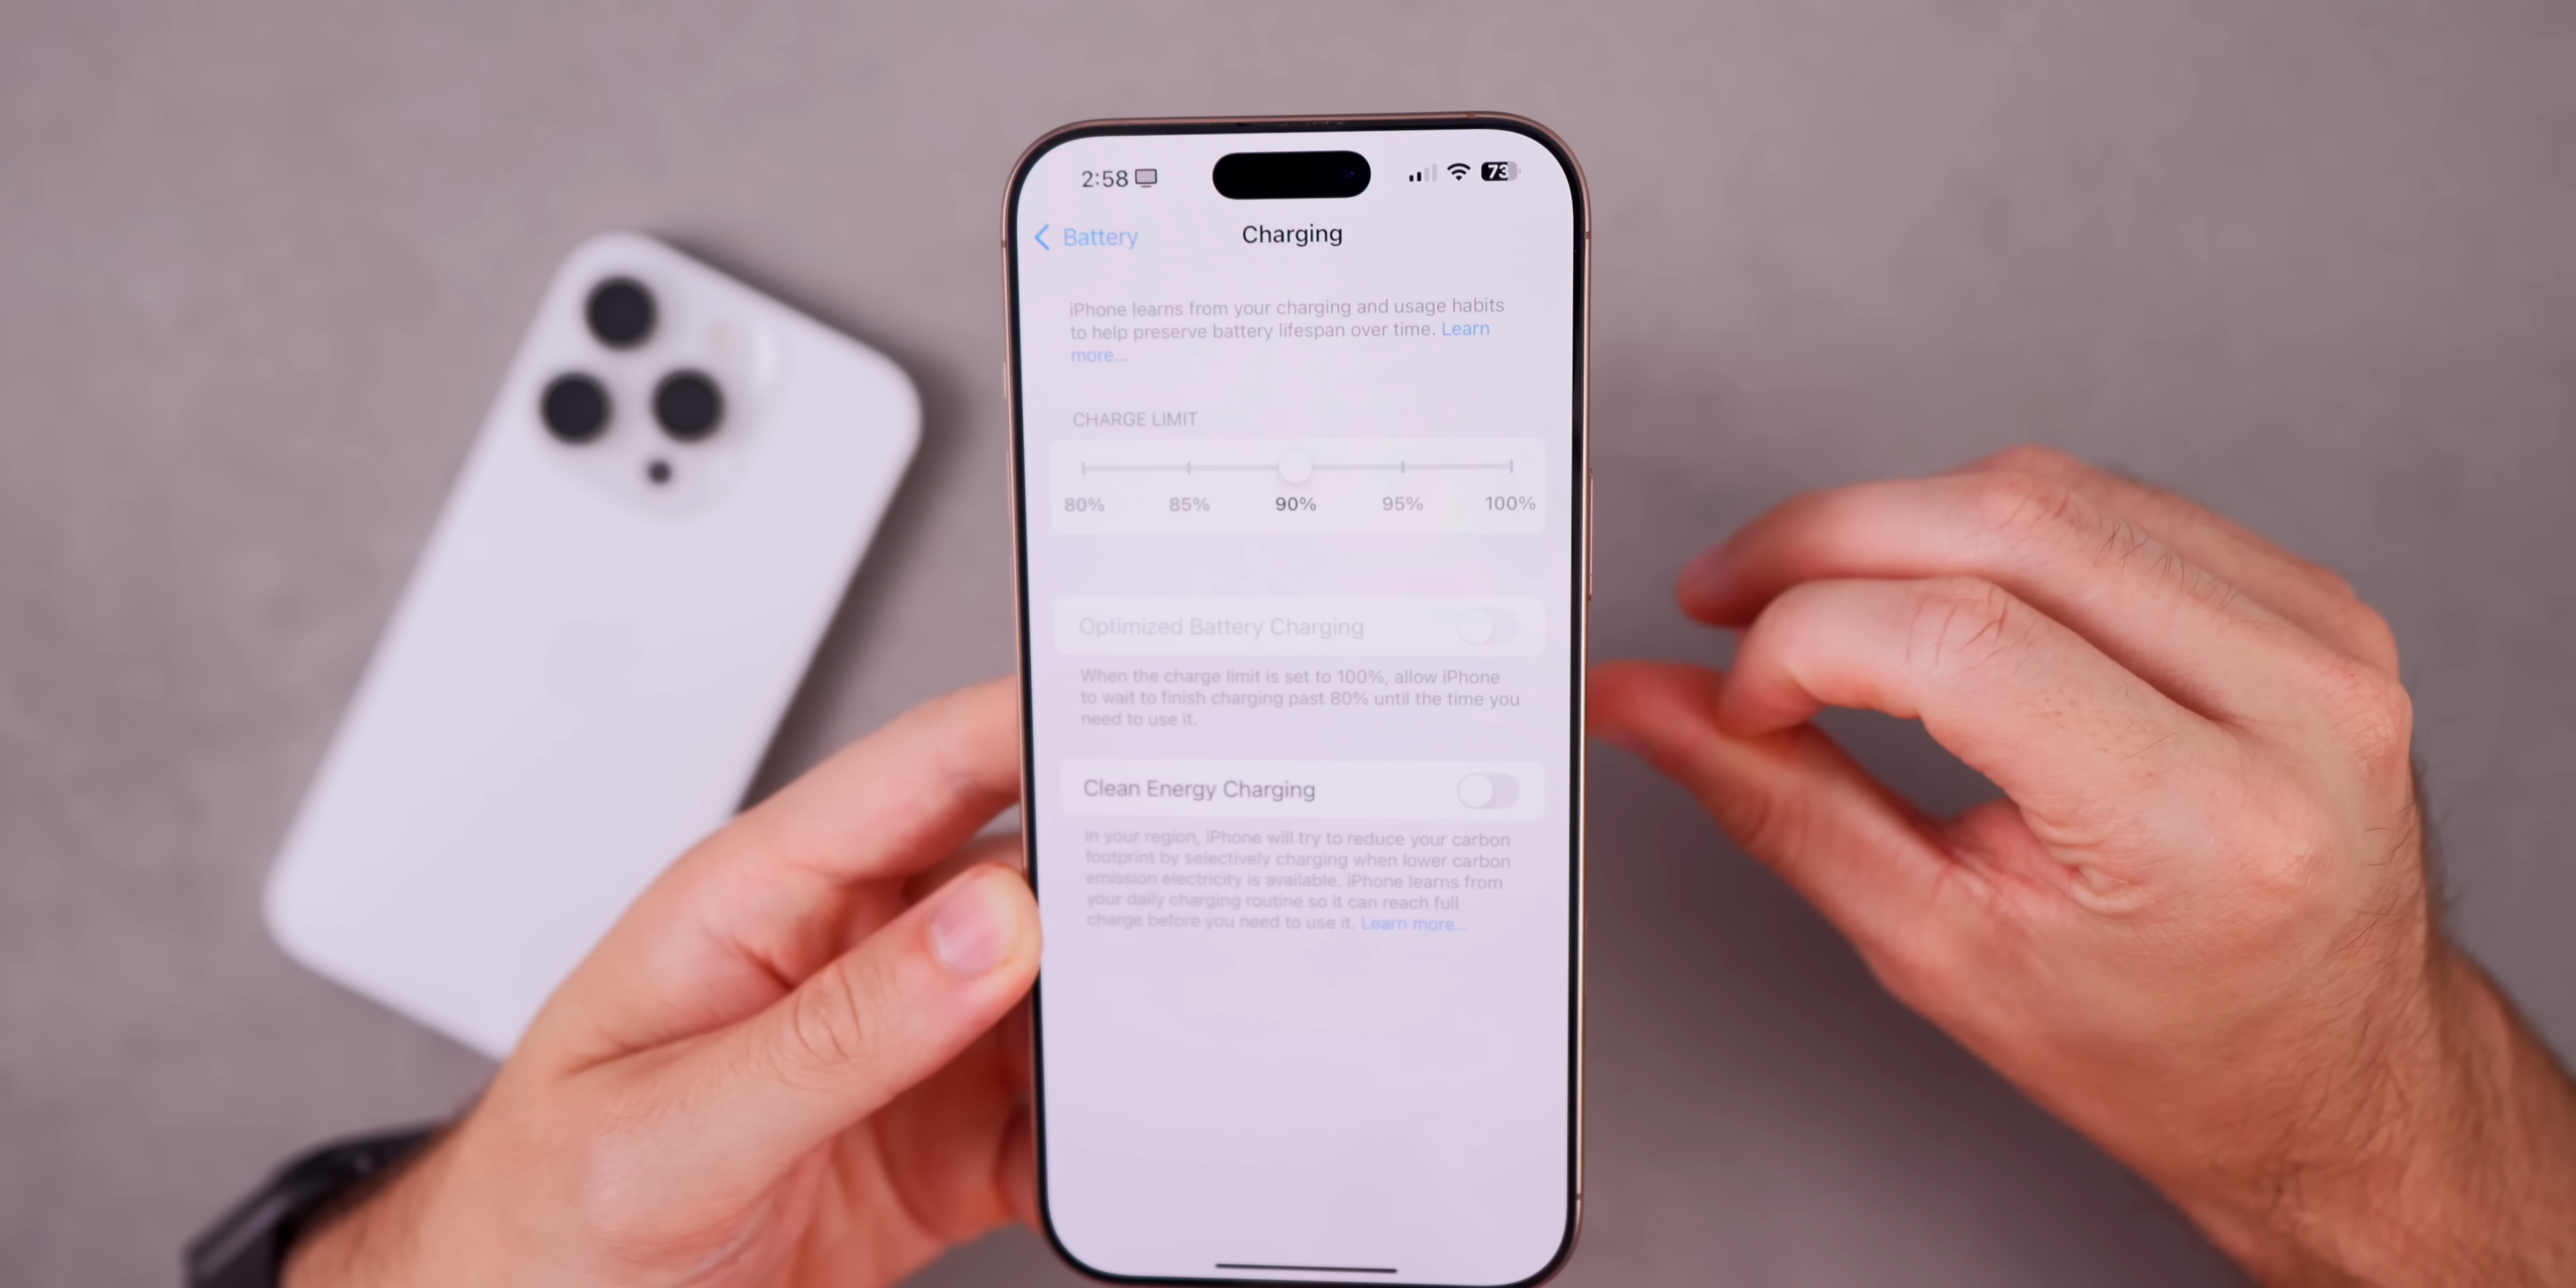 2:58
73
Battery
Charging
iPhone learns from your charging and usage habits
to help preserve battery lifespan over time. Learn
more...
CHARGE LIMIT
80% 85% 90% 95% 100%
Optimized Battery Charging
When the charge limit is set to 100%, allow iPhone
to wait to finish charging past 80% until the time you
need to use it.
Clean Energy Charging
In your region, iPhone will try to reduce your carbon
footprint by selectively charging when lower carbon
emission electricity is available. iPhone learns from
your daily charging routine so it can reach full
charge before you need to use it. Learn more...